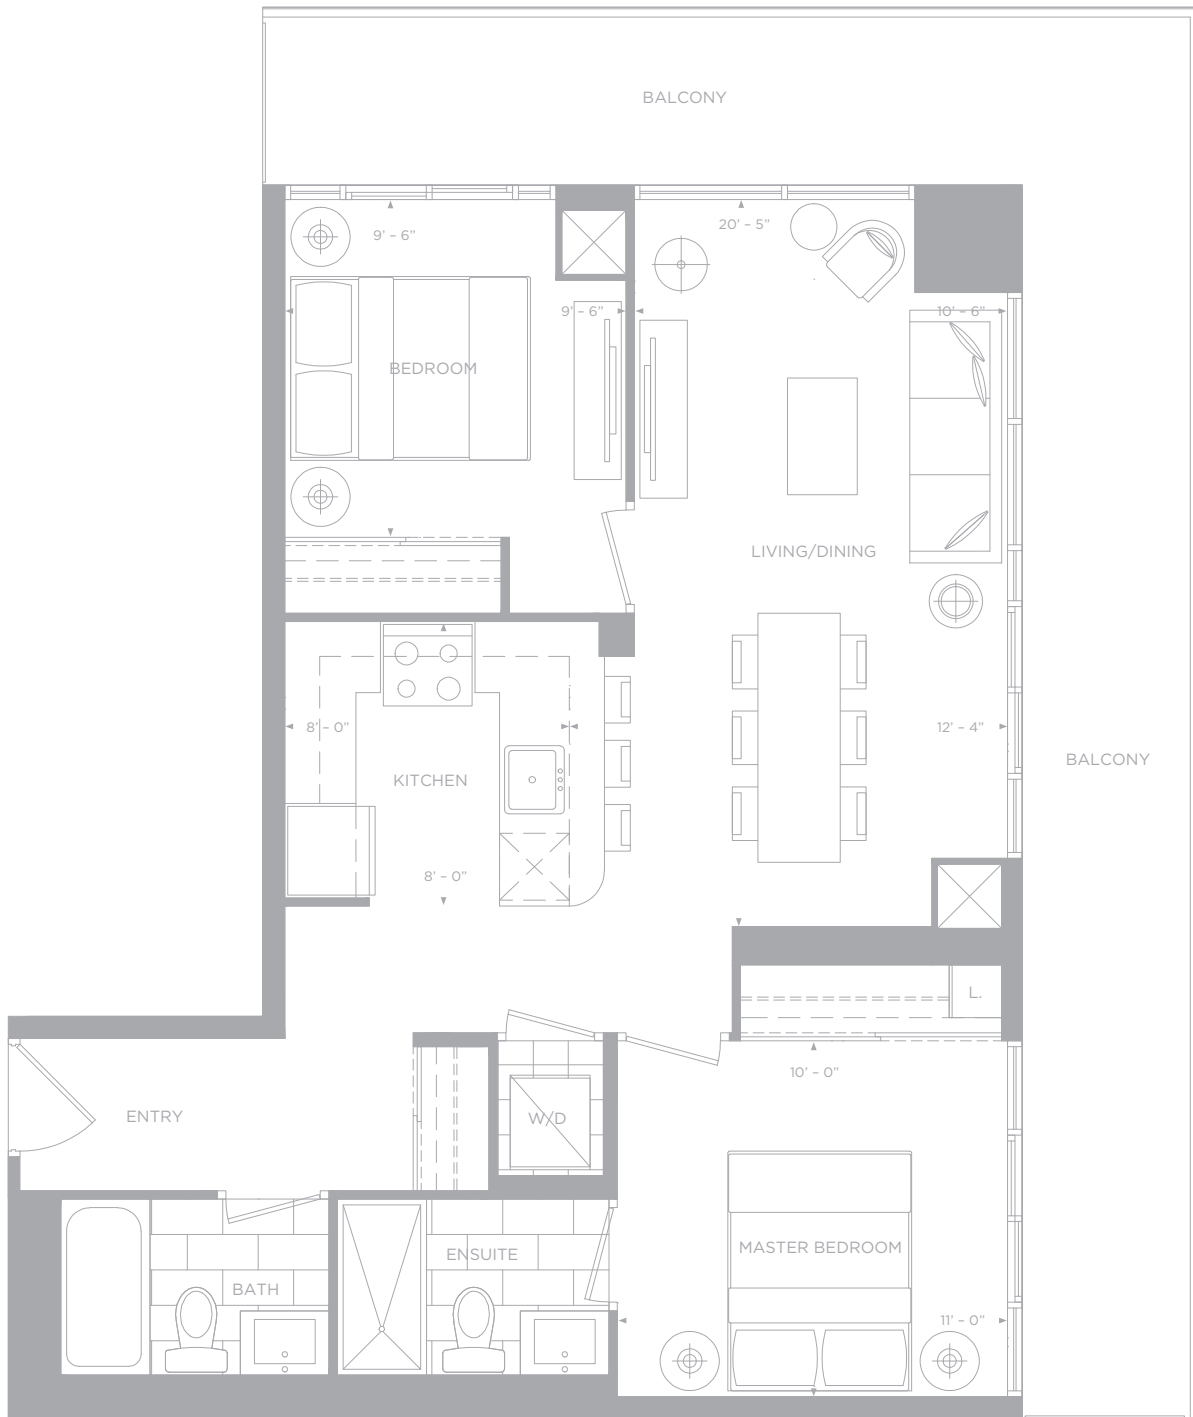 BALCONY
9' – 6"
20' – 5"
9' – 6"
10' – 6"
BEDROOM
LIVING/DINING
8' – 0"
12' – 4"
BALCONY
KITCHEN
8' – 0"
L.
10' – 0"
ENTRY
W/D
MASTER BEDROOM
ENSUITE
BATH
11' – 0"